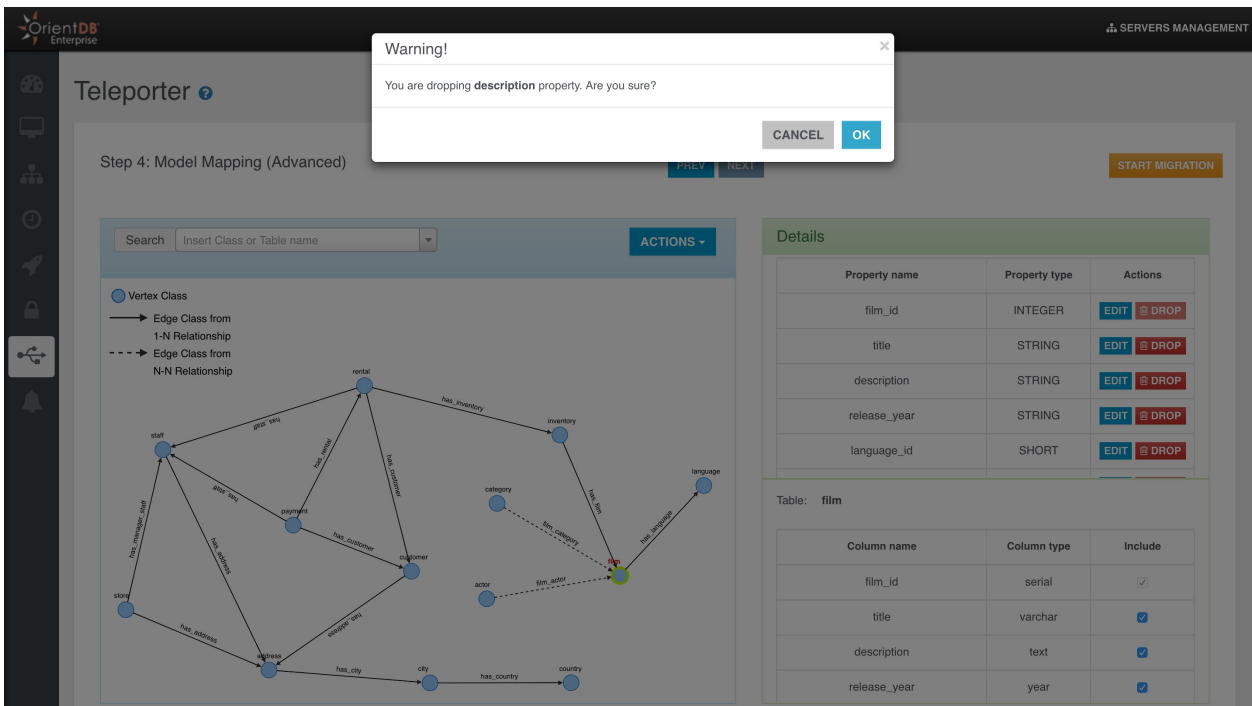 OrientDB
Enterprise
SERVERS MANAGEMENT
Warning!
×
You are dropping description property. Are you sure?
CANCEL OK
Teleporter
Step 4: Model Mapping (Advanced)
PREV NEXT
START MIGRATION
Search Insert Class or Table name
ACTIONS
Vertex Class
Edge Class from
1-N Relationship
Edge Class from
N-N Relationship
rental
has_staff
has_inventory
inventory
staff
has_rental
has_customer
language
has_staff
category
has_film
payment
has_manager_staff
film_category
has_language
has_address
has_customer
customer
film
actor
film_actor
store
has_address
has_address
address
has_city
city
has_country
country
Details
Property name Property type Actions
film_id INTEGER EDIT DROP
title STRING EDIT DROP
description STRING EDIT DROP
release_year STRING EDIT DROP
language_id SHORT EDIT DROP
Table: film
Column name Column type Include
film_id serial
title varchar
description text
release_year year